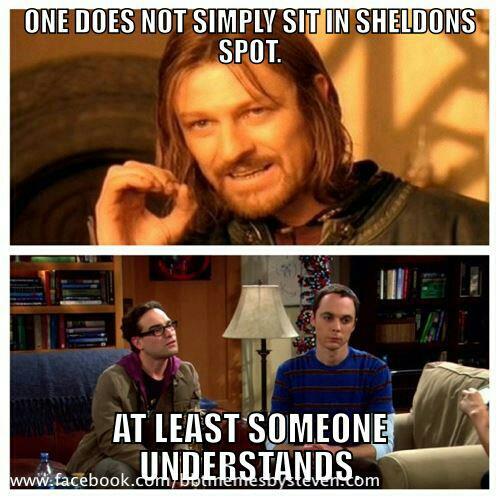 ONE DOES NOT SIMPLY SIT IN SHELDONS
SPOT.
AT LEAST SOMEONE
UNDERSTANDS.
www.facebook.com/bbtmemesbysteven.com